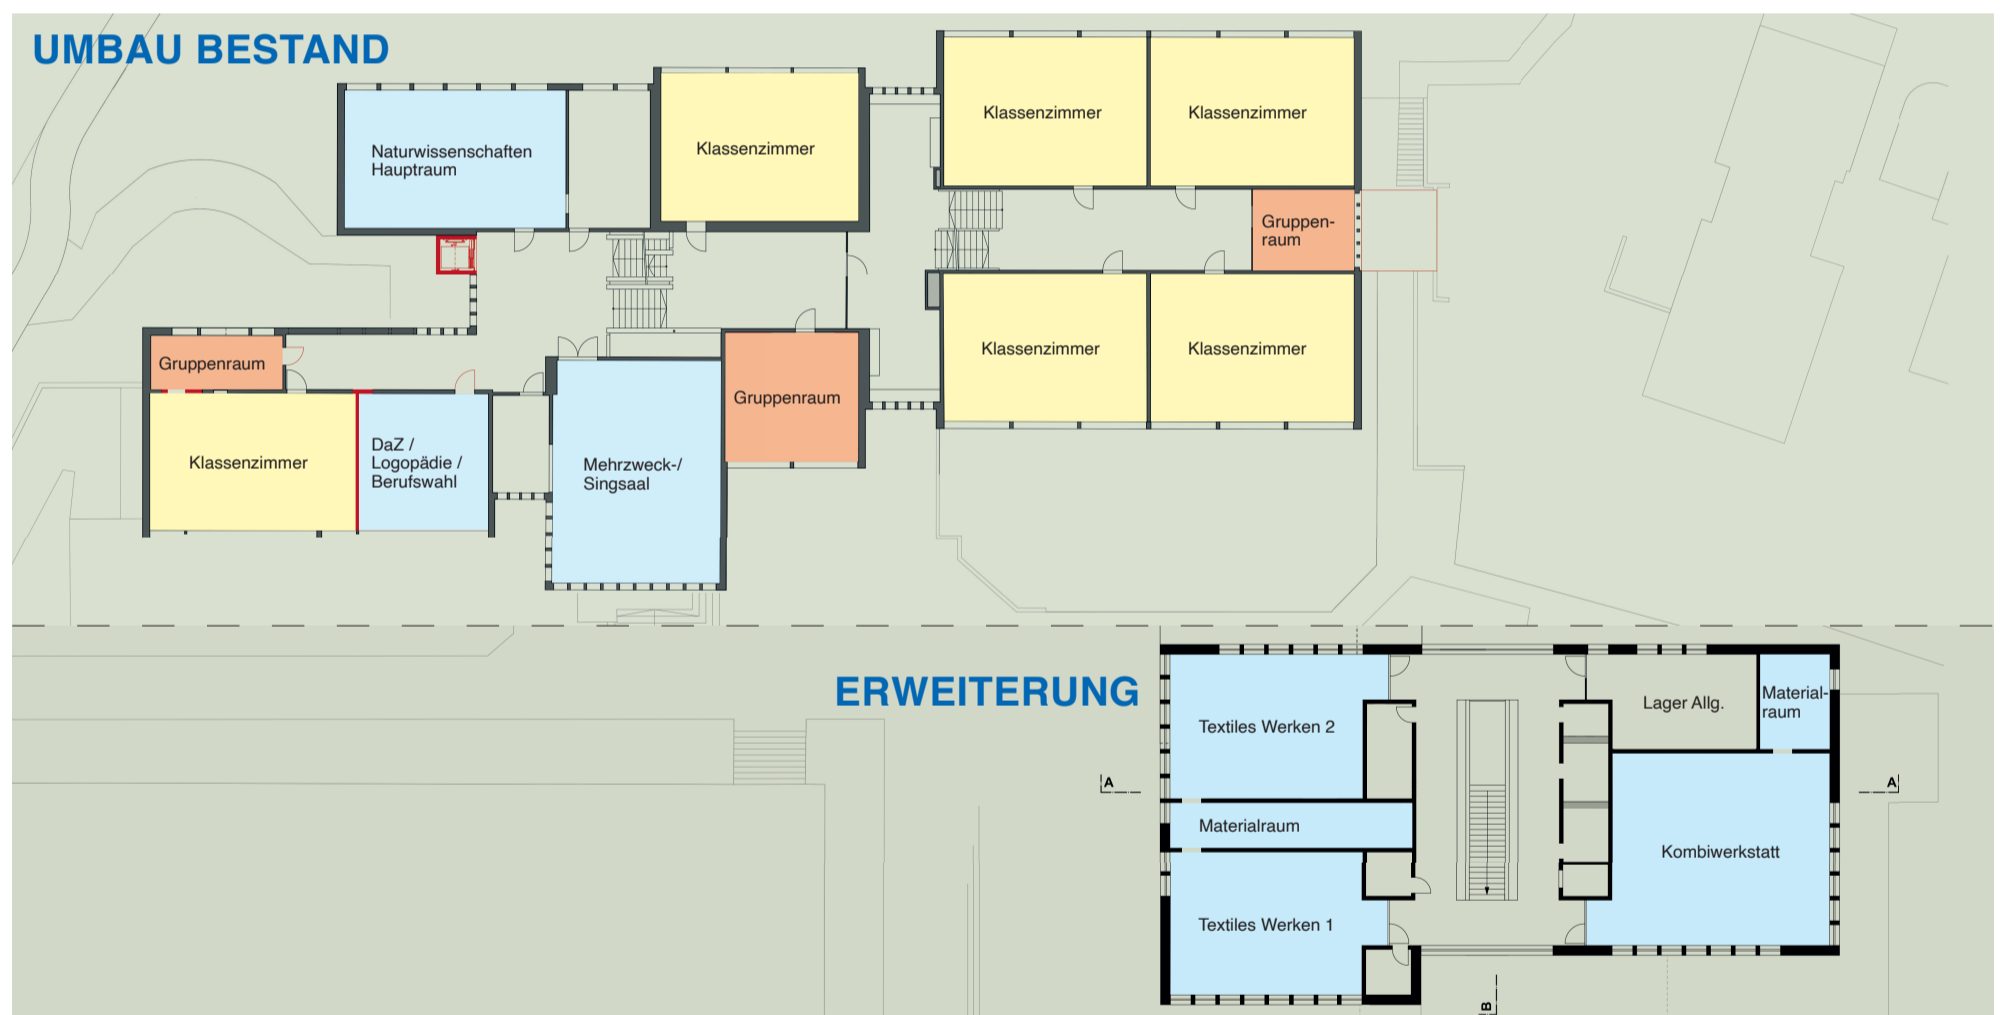 UMBAU BESTAND
Klassenzimmer
Klassenzimmer
Klassenzimmer
Naturwissenschaften
Hauptraum
Gruppen-
raum
Gruppenraum
Klassenzimmer
Klassenzimmer
Gruppenraum
Klassenzimmer
DaZ /
Logopädie /
Berufswahl
Mehrzweck-/
Singsaal
ERWEITERUNG
Textiles Werken 2
Lager Allg.
Material-
raum
A
A
Materialraum
Kombiwerkstatt
Textiles Werken 1
B